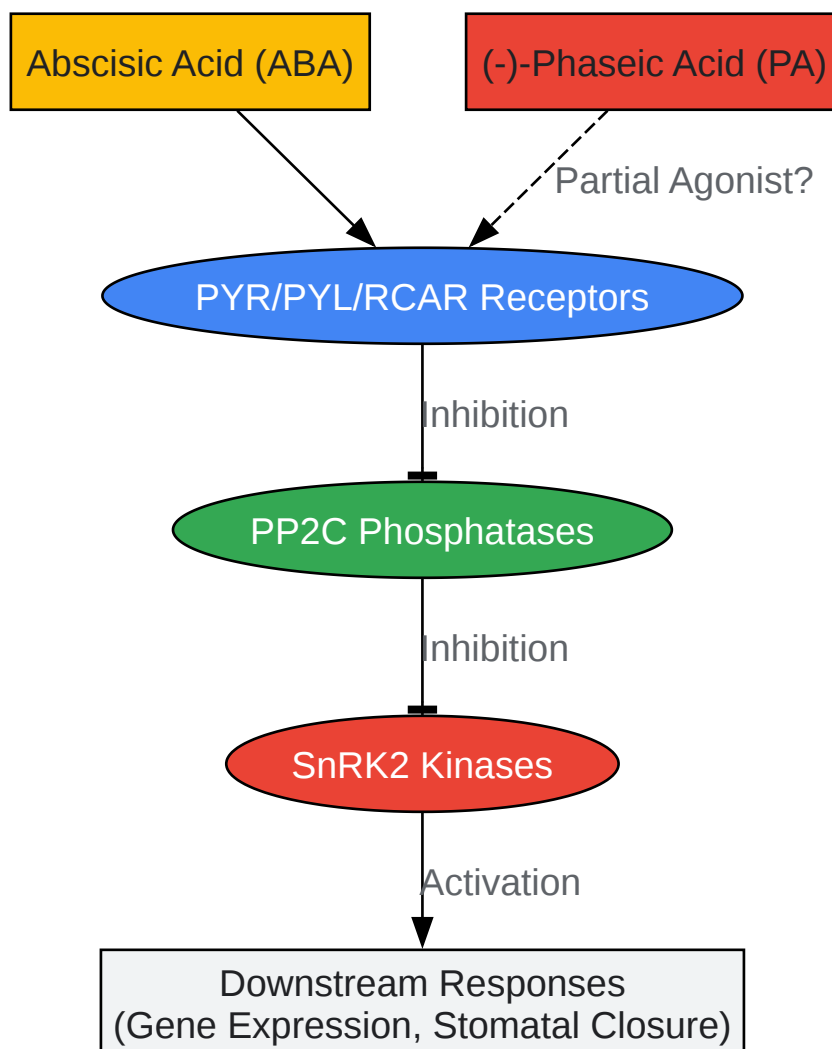 Abscisic Acid (ABA)
(-)-Phaseic Acid (PA)
Partial Agonist?
PYR/PYL/RCAR Receptors
Inhibition
PP2C Phosphatases
Inhibition
SnRK2 Kinases
Activation
Downstream Responses
(Gene Expression, Stomatal Closure)